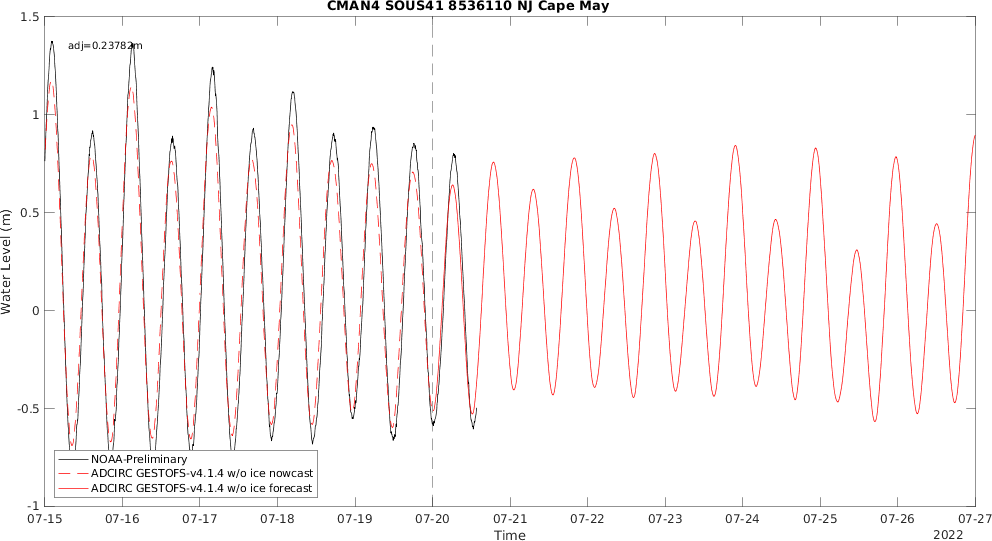 CMAN4 SOUS41 8536110 NJ Cape May
adj=0.23782m
1.5
1
0.5
0
-0.5
-1
Water Level (m)
NOAA-Preliminary
ADCIRC GESTOFS-v4.1.4 w/o ice nowcast
ADCIRC GESTOFS-v4.1.4 w/o ice forecast
07-15 07-16 07-17 07-18 07-19 07-20 07-21 07-22 07-23 07-24 07-25 07-26 07-27
Time
2022